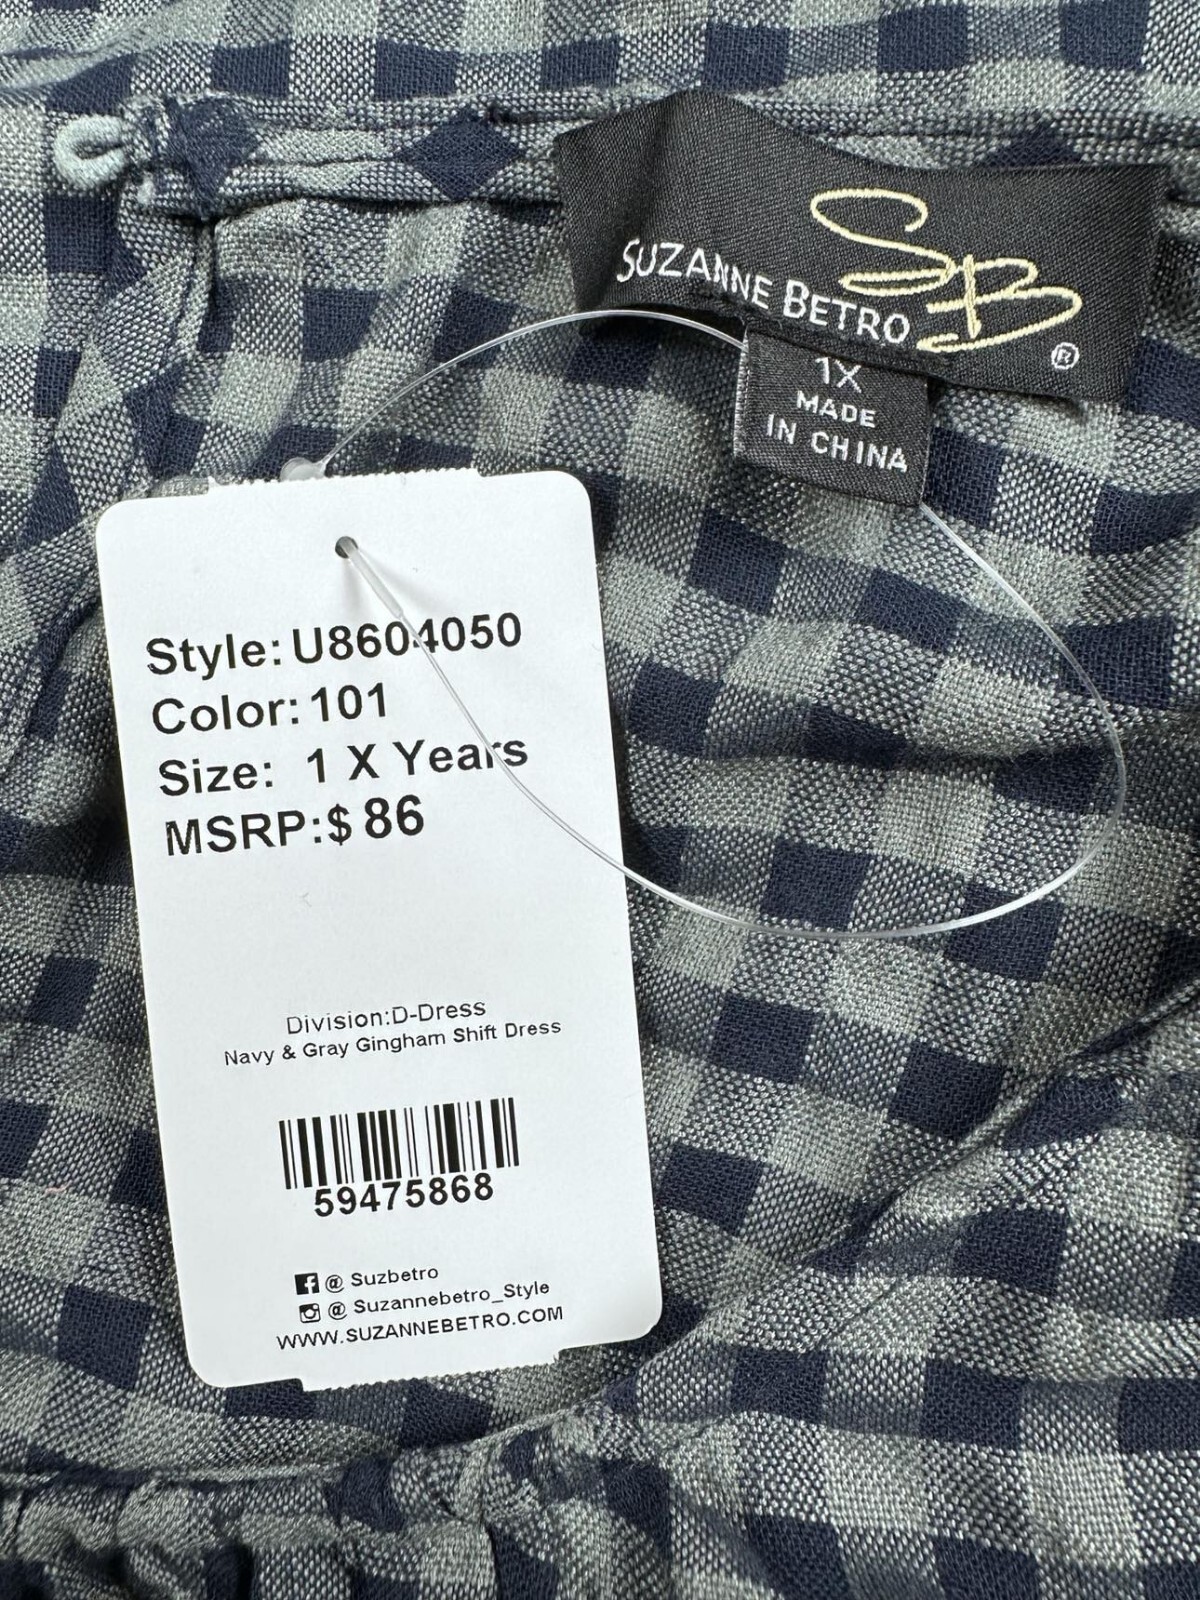 SB
SUZANNE BETRO
®
1X
MADE
IN CHINA
Style: U8604050
Color: 101
Size: 1 X Years
MSRP:$ 86
Division:D-Dress
Navy & Gray Gingham Shift Dress
59475868
@ Suzbetro
@ Suzannebetro_Style
WWW.SUZANNEBETRO.COM